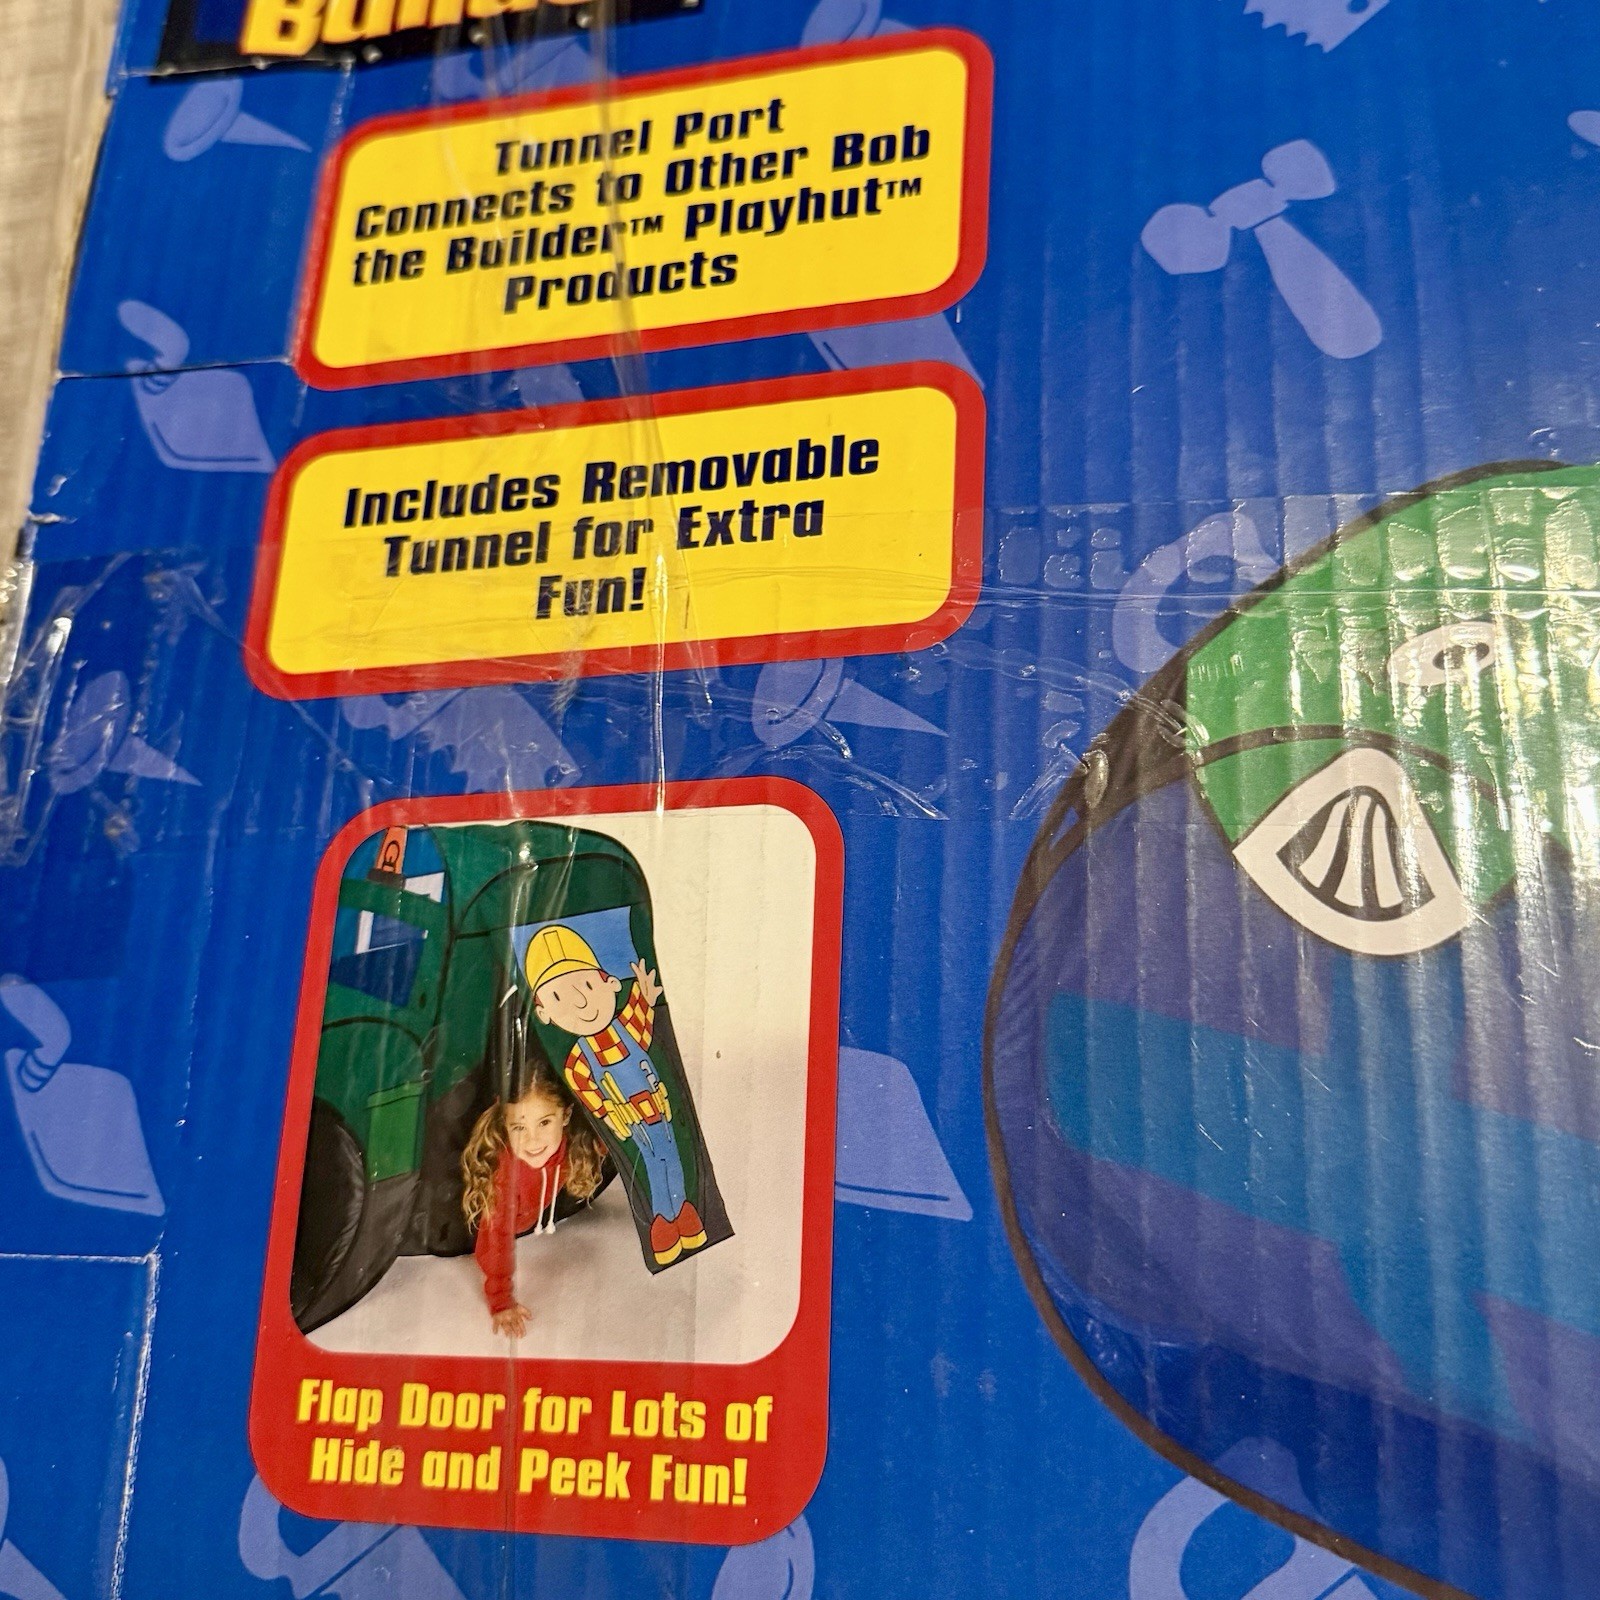 Builder
Tunnel Port
Connects to Other Bob
the Builder™ Playhut™
Products
Includes Removable
Tunnel for Extra
Fun!
Flap Door for Lots of
Hide and Peek Fun!